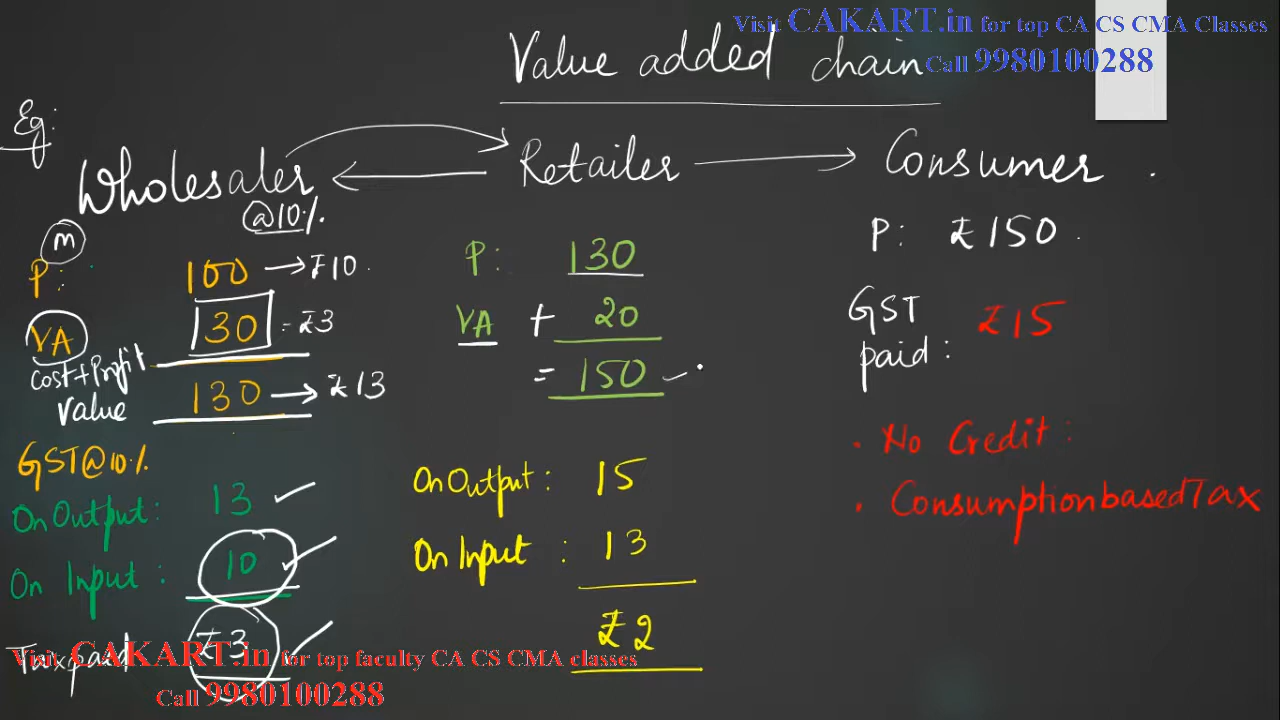 Visit CAKART.in for top CA CS CMA Classes
Call 9980100288
Value added chain
Eg:
Wholesaler
Retailer
Consumer
@10%
m
P:
100 → ₹10
VA
30 = ₹3
Cost+Profit
Value
130 → ₹13
GST@10%
On Output: 13
On Input: 10
Tax paid ₹3
P: 130
VA + 20
= 150
On Output: 15
On Input: 13
₹2
P: ₹150
GST
paid: ₹15
· No Credit:
· Consumption based Tax
Visit CAKART.in for top faculty CA CS CMA classes
Call 9980100288